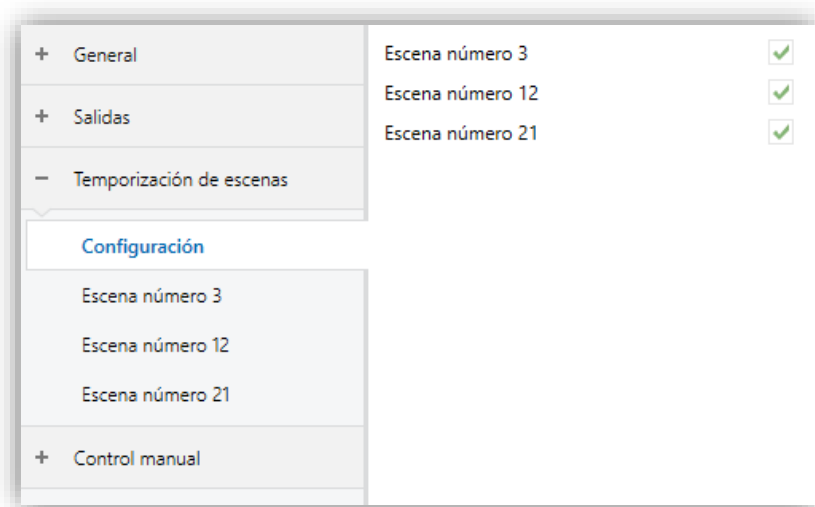 General
Salidas
Temporización de escenas
Configuración
Escena número 3
Escena número 12
Escena número 21
Control manual
Escena número 3
Escena número 12
Escena número 21